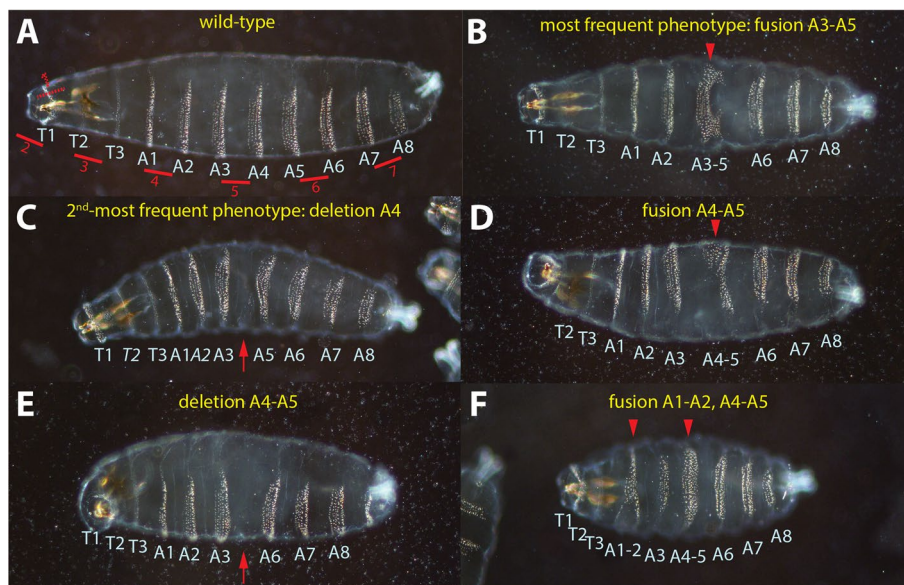 A
wild-type
T1 T2 T3 A1 A2 A3 A4 A5 A6 A7 A8
2 3 4 5 6 7
B
most frequent phenotype: fusion A3-A5
T1 T2 T3 A1 A2 A3-5 A6 A7 A8
C
2nd-most frequent phenotype: deletion A4
T1 T2 T3 A1A2 A3 A5 A6 A7 A8
D
fusion A4-A5
T2 T3 A1 A2 A3 A4-5 A6 A7 A8
E
deletion A4-A5
T1 T2 T3 A1 A2 A3 A6 A7 A8
F
fusion A1-A2, A4-A5
T1 T2 T3 A1-2 A3 A4-5 A6 A7 A8